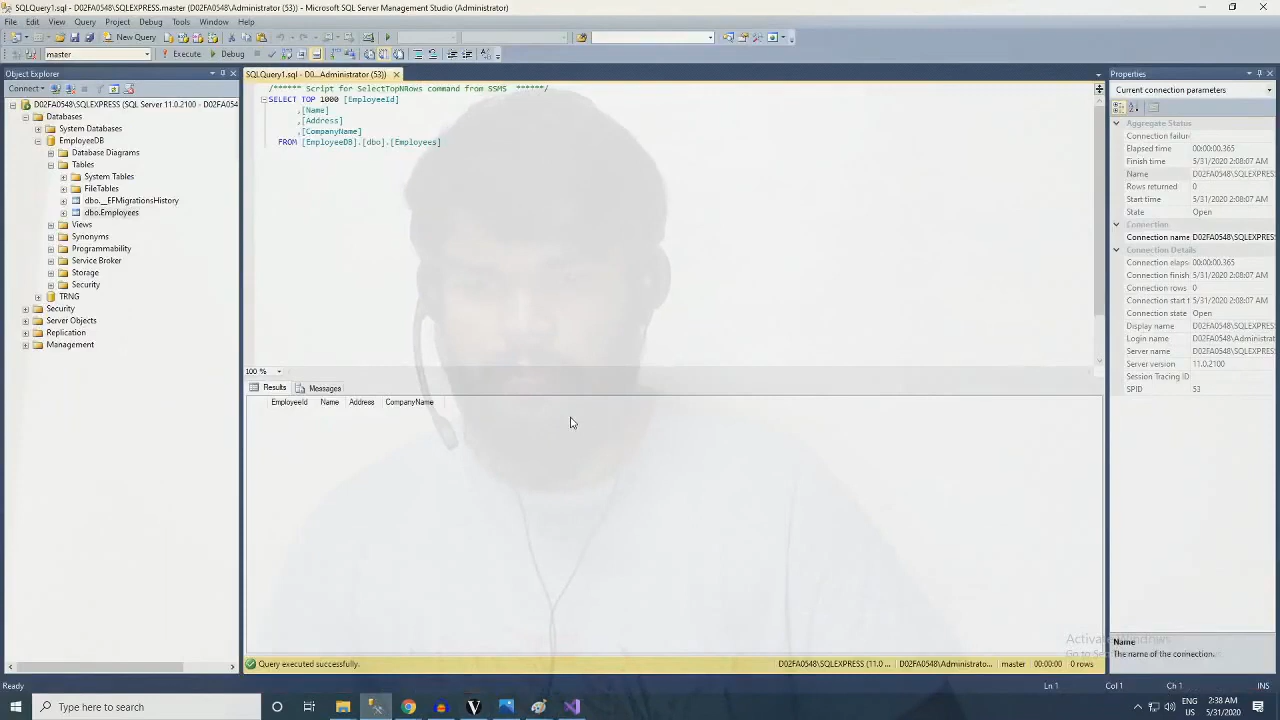 SQLQuery1.sql - D02FA0548\SQLEXPRESS.master (D02FA0548\Administrator (53)) - Microsoft SQL Server Management Studio (Administrator)
File Edit View Query Project Debug Tools Window Help
New Query
master Execute Debug
Object Explorer
Connect
D02FA0548\SQLEXPRESS (SQL Server 11.0.2100 - D02FA054
Databases
System Databases
EmployeeDB
Database Diagrams
Tables
System Tables
FileTables
dbo.__EFMigrationsHistory
dbo.Employees
Views
Synonyms
Programmability
Service Broker
Storage
Security
TRNG
Security
Server Objects
Replication
Management
SQLQuery1.sql - D0...Administrator (53))
/****** Script for SelectTopNRows command from SSMS ******/
SELECT TOP 1000 [EmployeeId]
,[Name]
,[Address]
,[CompanyName]
FROM [EmployeeDB].[dbo].[Employees]
100 %
Results Messages
EmployeeId Name Address CompanyName
Query executed successfully. D02FA0548\SQLEXPRESS (11.0 ... D02FA0548\Administrato... master 00:00:00 0 rows
Properties
Current connection parameters
Aggregate Status
Connection failur
Elapsed time 00:00:00.365
Finish time 5/31/2020 2:08:07 AM
Name D02FA0548\SQLEXPRESS
Rows returned 0
Start time 5/31/2020 2:08:07 AM
State Open
Connection
Connection name D02FA0548\SQLEXPRESS
Connection Details
Connection elaps 00:00:00.365
Connection finish 5/31/2020 2:08:07 AM
Connection rows 0
Connection start t 5/31/2020 2:08:07 AM
Connection state Open
Display name D02FA0548\SQLEXPRESS
Login name D02FA0548\Administra
Server name D02FA0548\SQLEXPRESS
Server version 11.0.2100
Session Tracing ID
SPID 53
Name
The name of the connection.
Activate Windows
Go to Se
Ready Ln 1 Col 1 Ch 1 INS
Type here to search
2:38 AM
US 5/31/2020